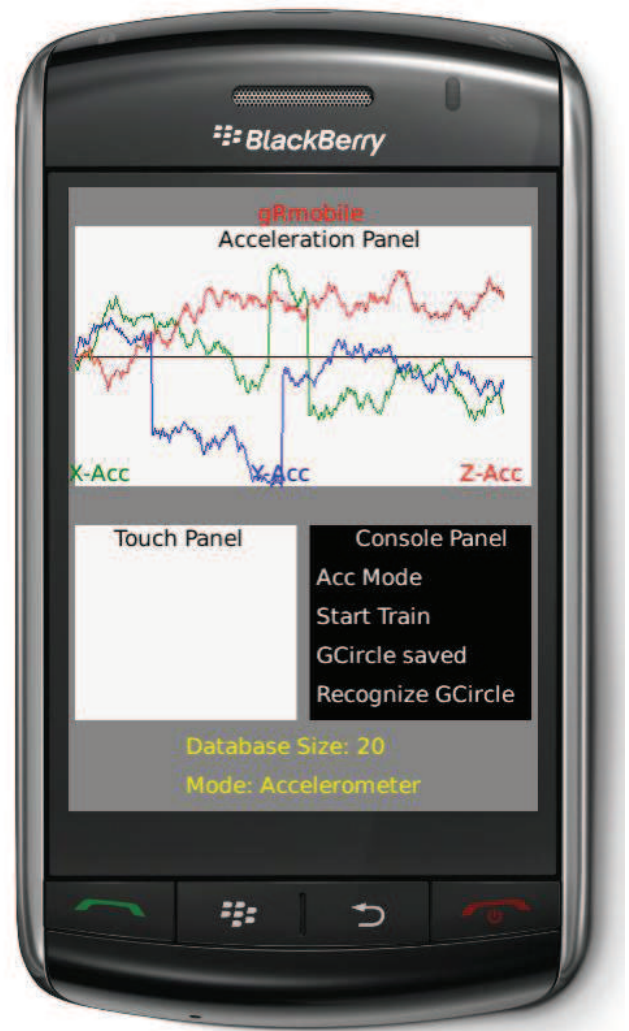 BlackBerry
gRmobile
Acceleration Panel
X-Acc Y-Acc Z-Acc
Touch Panel
Console Panel
Acc Mode
Start Train
GCircle saved
Recognize GCircle
Database Size: 20
Mode: Accelerometer